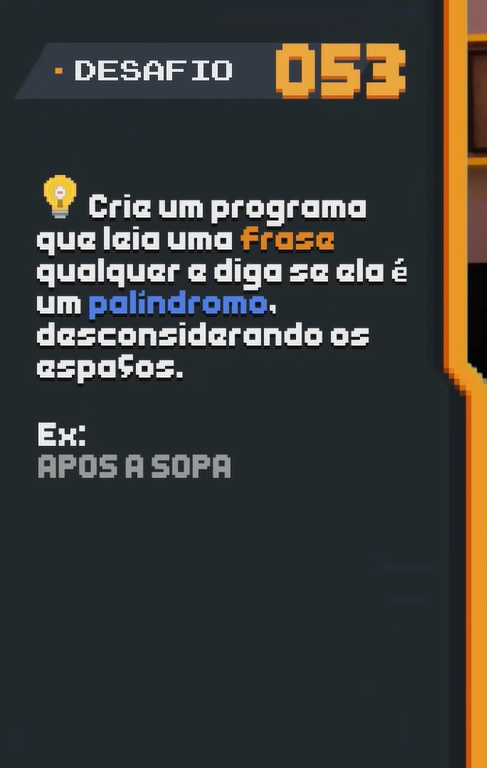 DESAFIO 053
Crie um programa
que leia uma frase
qualquer e diga se ela é
um palíndromo,
desconsiderando os
espaços.
Ex:
APOS A SOPA